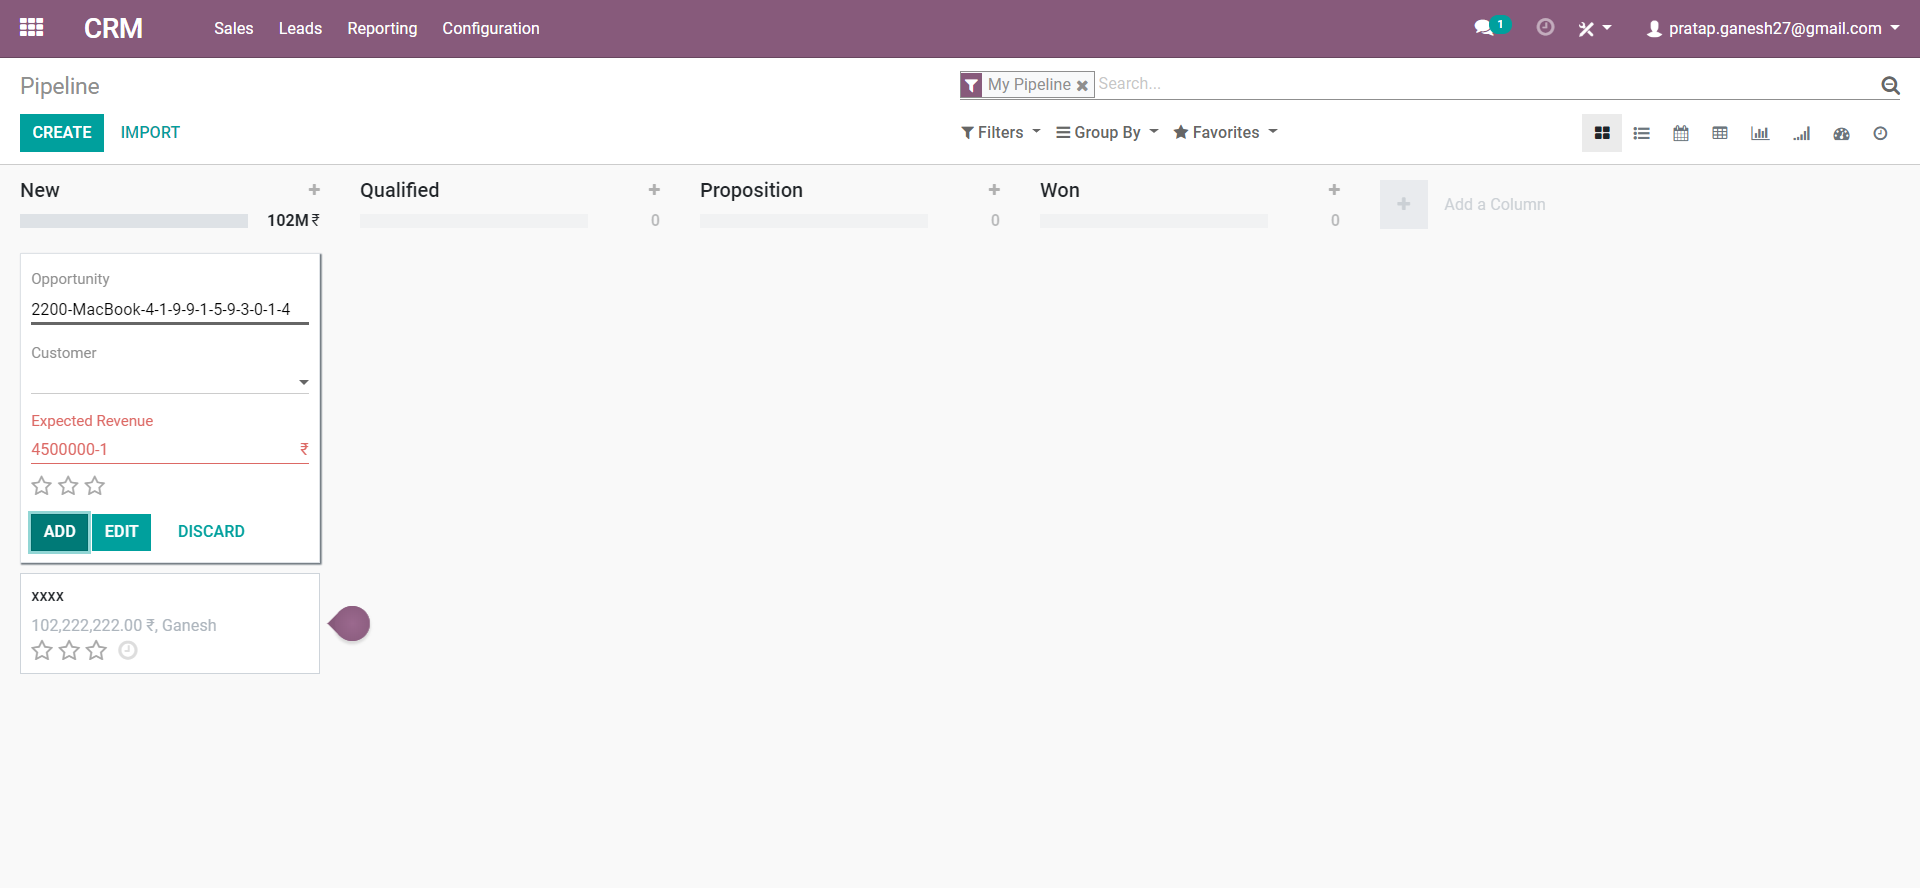 CRM Sales Leads Reporting Configuration 1 pratap.ganesh27@gmail.com
Pipeline My Pipeline Search...
CREATE IMPORT Filters Group By Favorites
New Qualified Proposition Won Add a Column
102M ₹ 0 0 0
Opportunity
2200-MacBook-4-1-9-9-1-5-9-3-0-1-4
Customer
Expected Revenue
4500000-1 ₹
ADD EDIT DISCARD
xxxx
102,222,222.00 ₹, Ganesh